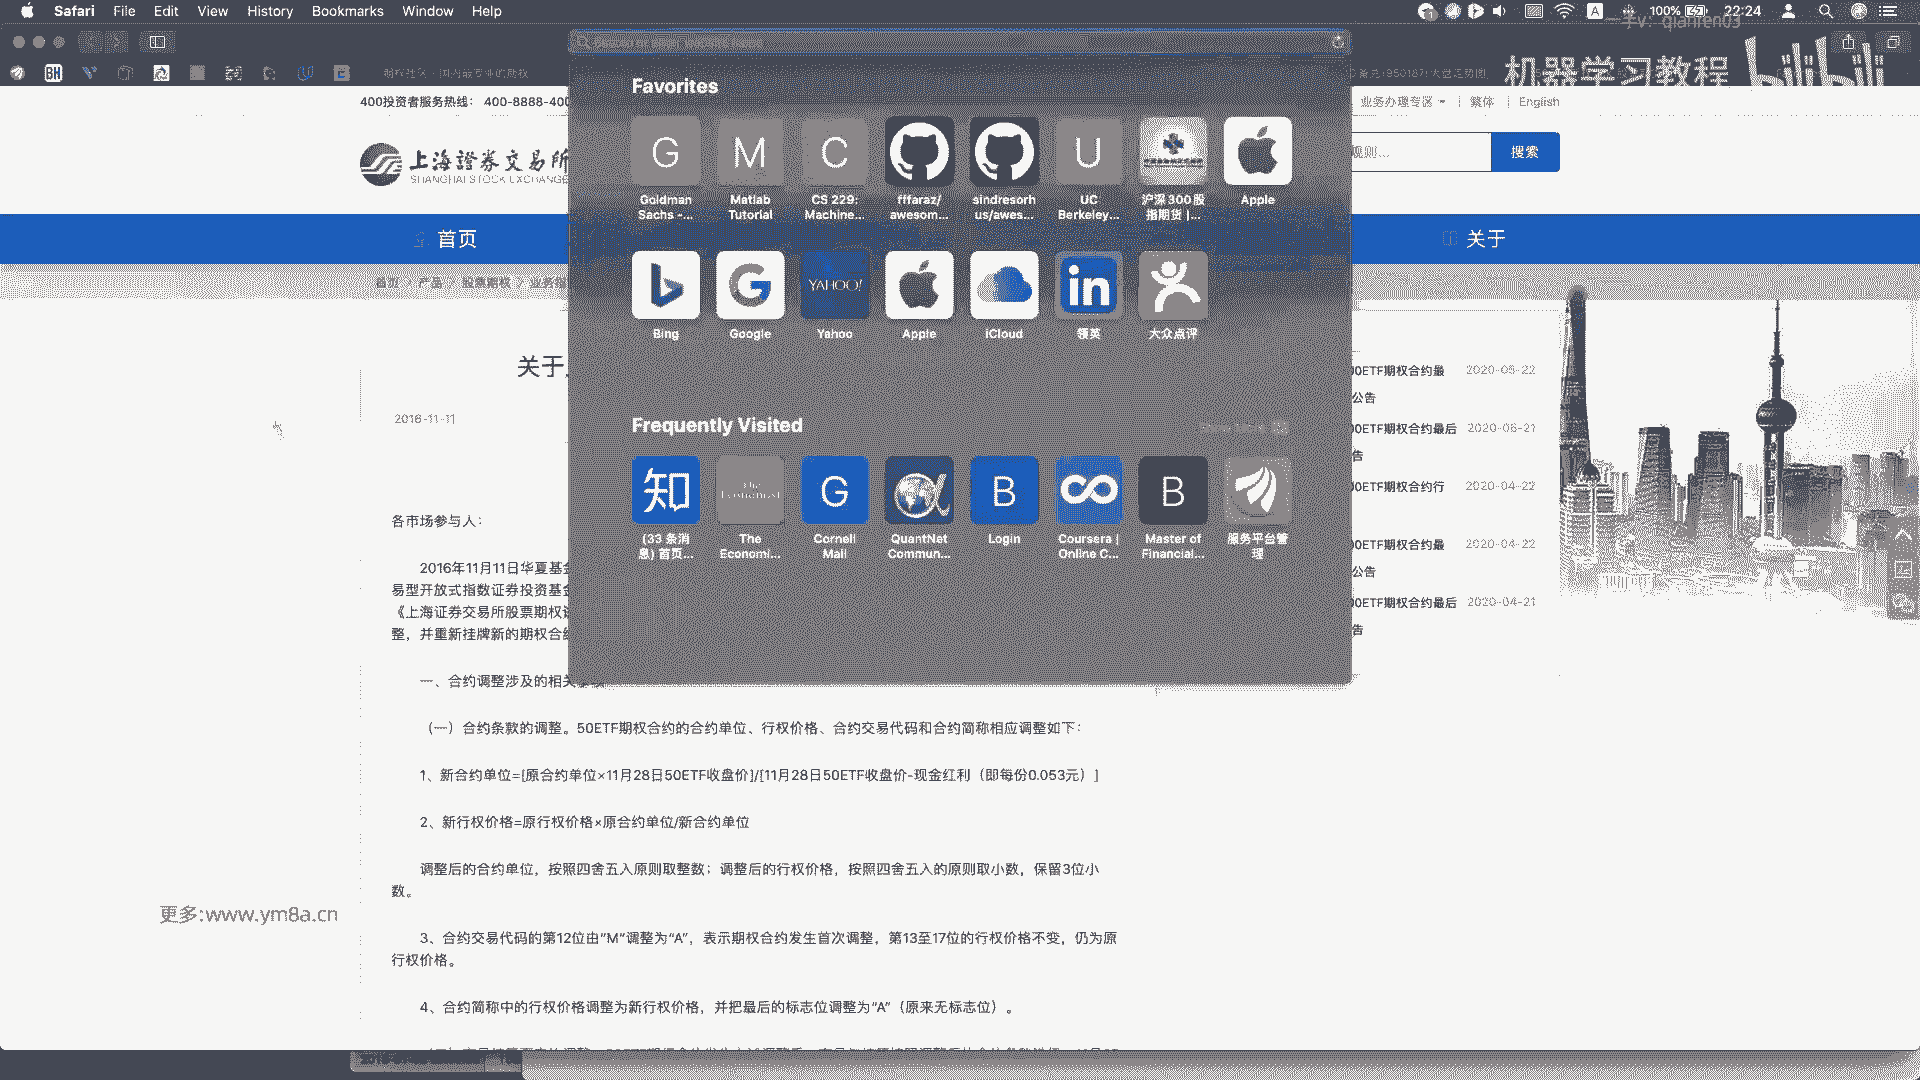 Safari File Edit View History Bookmarks Window Help
100% 22:24
一手v：qianren03
机器学习教程 bilibili
BH
400投资者服务热线： 400-8888-400
业务办理专区 繁体 English
上海證券交易所
SHANGHAI STOCK EXCHANGE
规则...
搜索
首页
关于
首页 产品 股票期权
Favorites
G M C U
Goldman Sachs -...
Matlab Tutorial
CS 229: Machine...
fffaraz/ awesom...
sindresorh us/awes...
UC Berkeley...
沪深300股指期货 |...
Apple
YAHOO!
in
Bing
Google
Yahoo
Apple
iCloud
领英
大众点评
Frequently Visited
知 The Economist G B B
(33 条消息) 首页...
The Economi...
Cornell Mail
QuantNet Commun...
Login
Coursera | Online C...
Master of Financial...
服务平台管理
关于
2016-11-11
各市场参与人：
2016年11月11日华夏基金
易型开放式指数证券投资基金
《上海证券交易所股票期权
整，并重新挂牌新的期权合约
一、合约调整涉及的相关
（一）合约条款的调整。50ETF期权合约的合约单位、行权价格、合约交易代码和合约简称相应调整如下：
1、新合约单位=[原合约单位×11月28日50ETF收盘价]/[11月28日50ETF收盘价-现金红利（即每份0.053元）]
2、新行权价格=原行权价格×原合约单位/新合约单位
调整后的合约单位，按照四舍五入原则取整数；调整后的行权价格，按照四舍五入的原则取小数，保留3位小
数。
3、合约交易代码的第12位由“M”调整为“A”，表示期权合约发生首次调整，第13至17位的行权价格不变，仍为原
行权价格。
4、合约简称中的行权价格调整为新行权价格，并把最后的标志位调整为“A”（原来无标志位）。
0ETF期权合约最 2020-05-22
公告
0ETF期权合约最后 2020-05-21
告
0ETF期权合约行 2020-04-22
0ETF期权合约最 2020-04-22
公告
0ETF期权合约最后 2020-04-21
告
更多:www.ym8a.cn